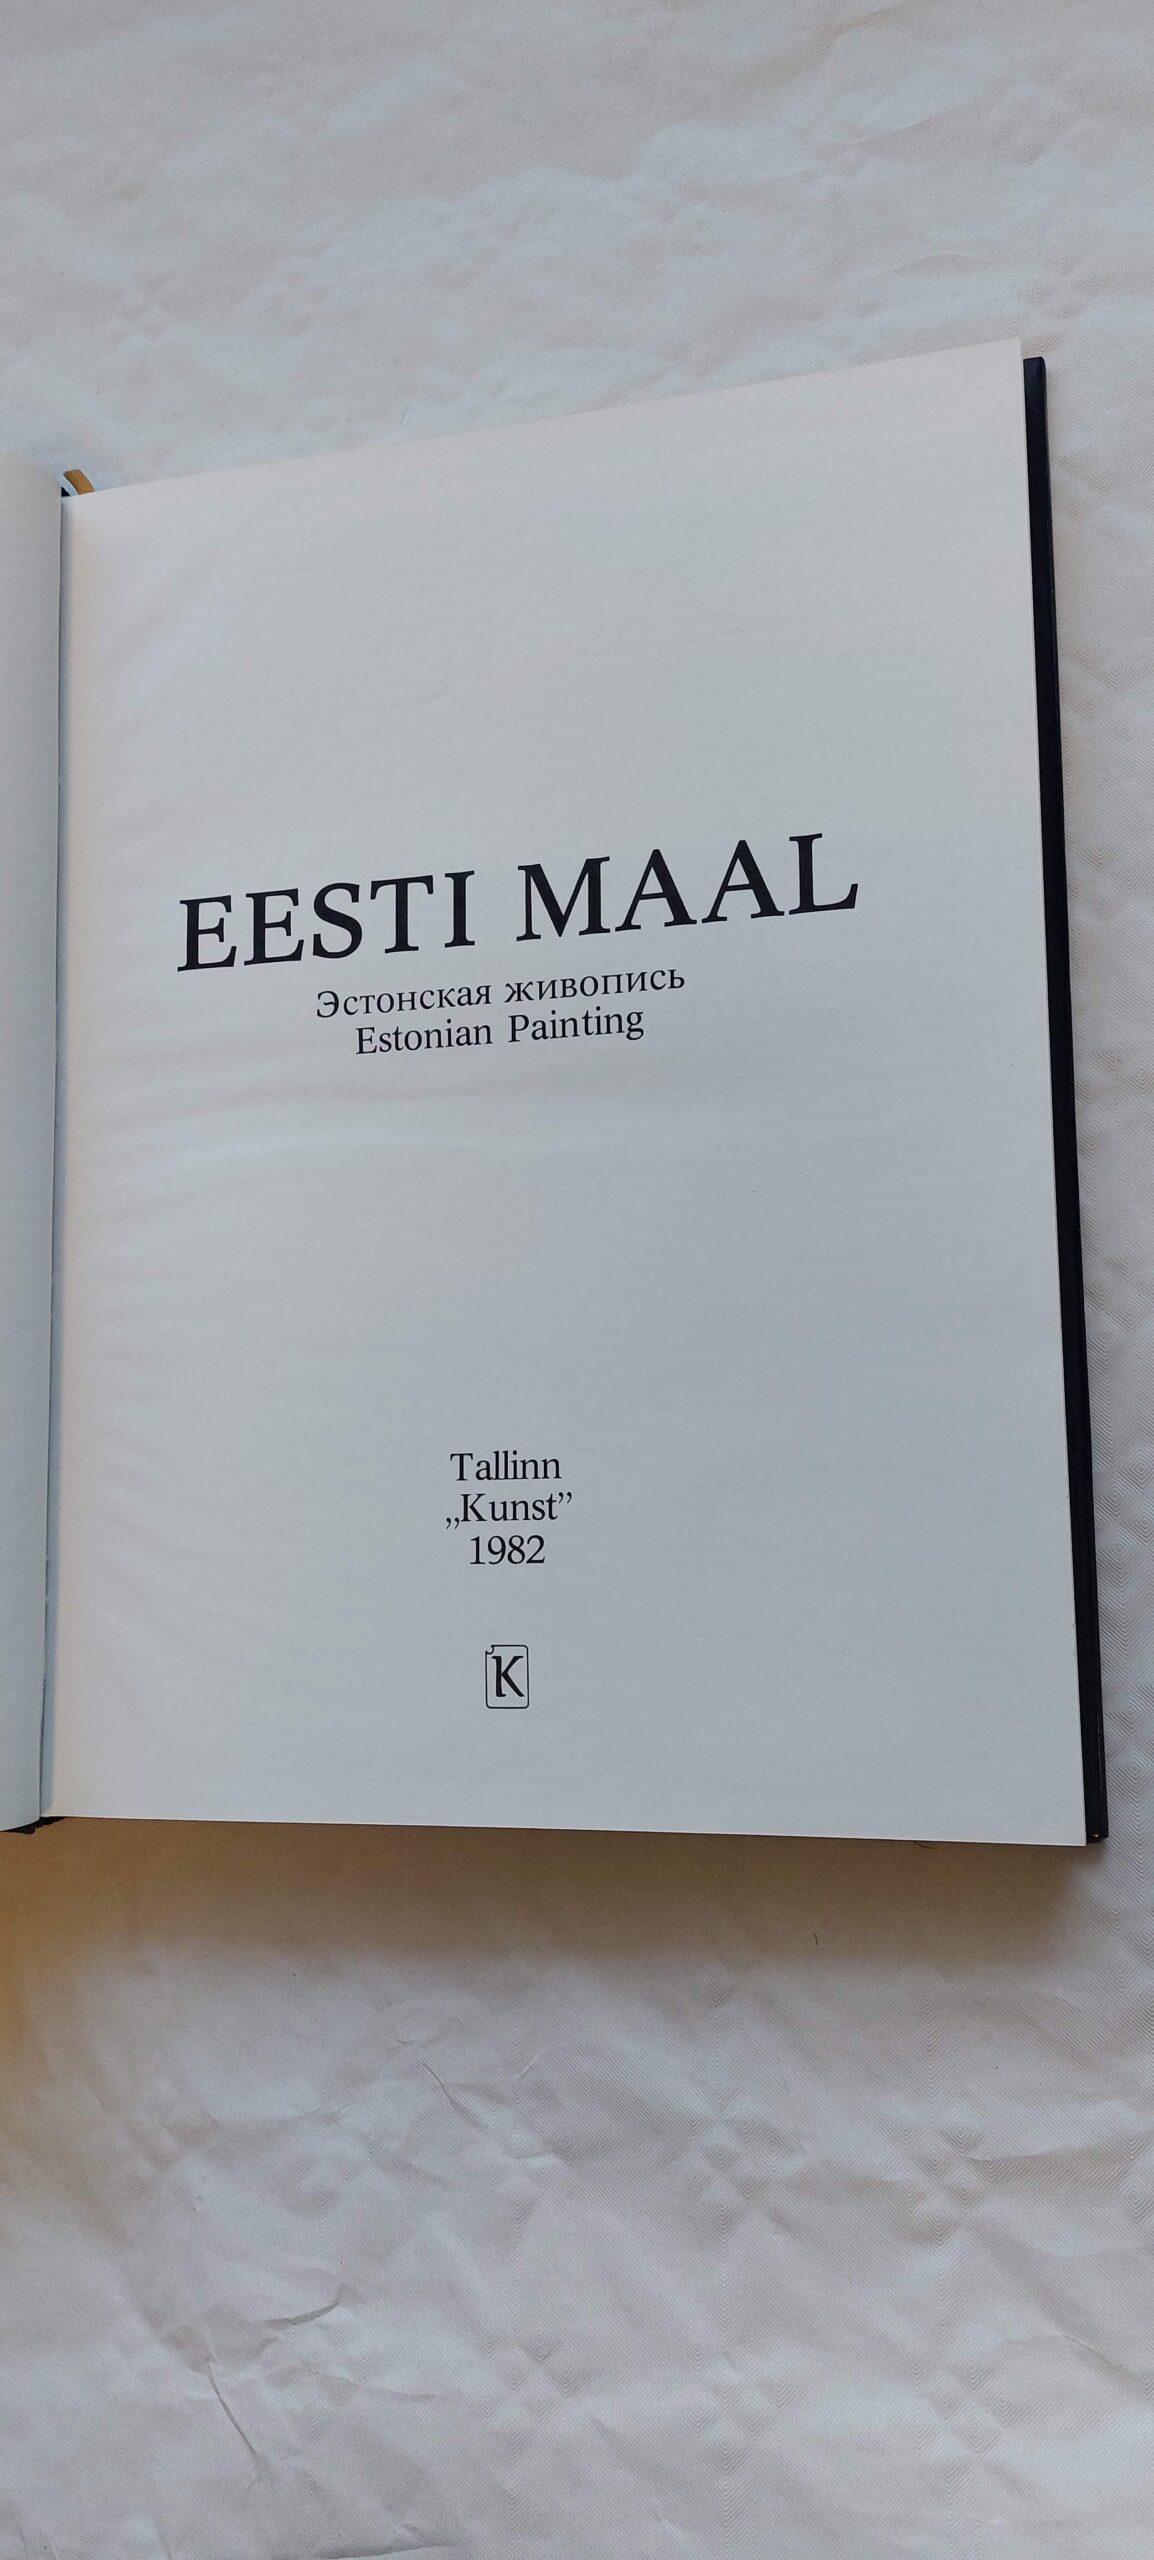 EESTI MAAL
Эстонская живопись
Estonian Painting
Tallinn
„Kunst”
1982
K